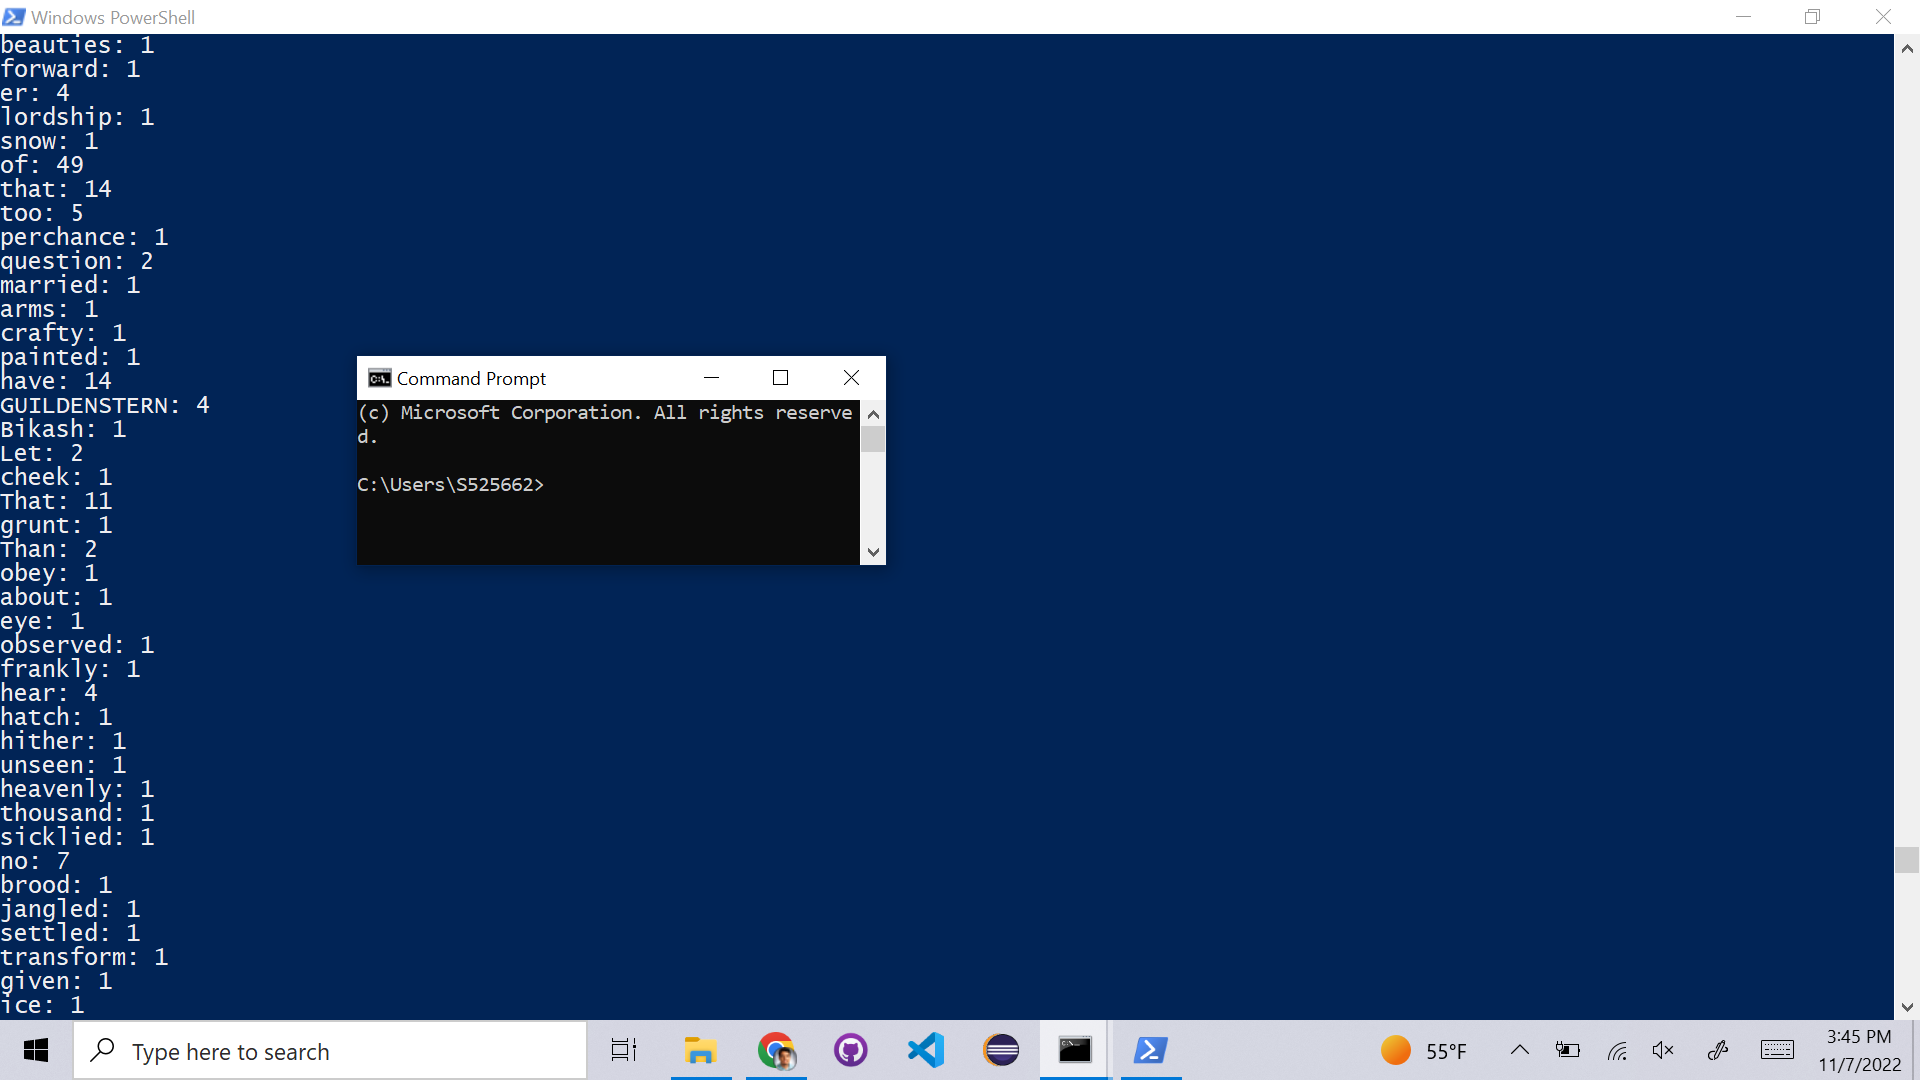 Windows PowerShell
beauties: 1
forward: 1
er: 4
lordship: 1
snow: 1
of: 49
that: 14
too: 5
perchance: 1
question: 2
married: 1
arms: 1
crafty: 1
painted: 1
have: 14
GUILDENSTERN: 4
Bikash: 1
Let: 2
cheek: 1
That: 11
grunt: 1
Than: 2
obey: 1
about: 1
eye: 1
observed: 1
frankly: 1
hear: 4
hatch: 1
hither: 1
unseen: 1
heavenly: 1
thousand: 1
sicklied: 1
no: 7
brood: 1
jangled: 1
settled: 1
transform: 1
given: 1
ice: 1
Command Prompt
(c) Microsoft Corporation. All rights reserve
d.
C:\Users\S525662>
Type here to search
55°F
3:45 PM
11/7/2022